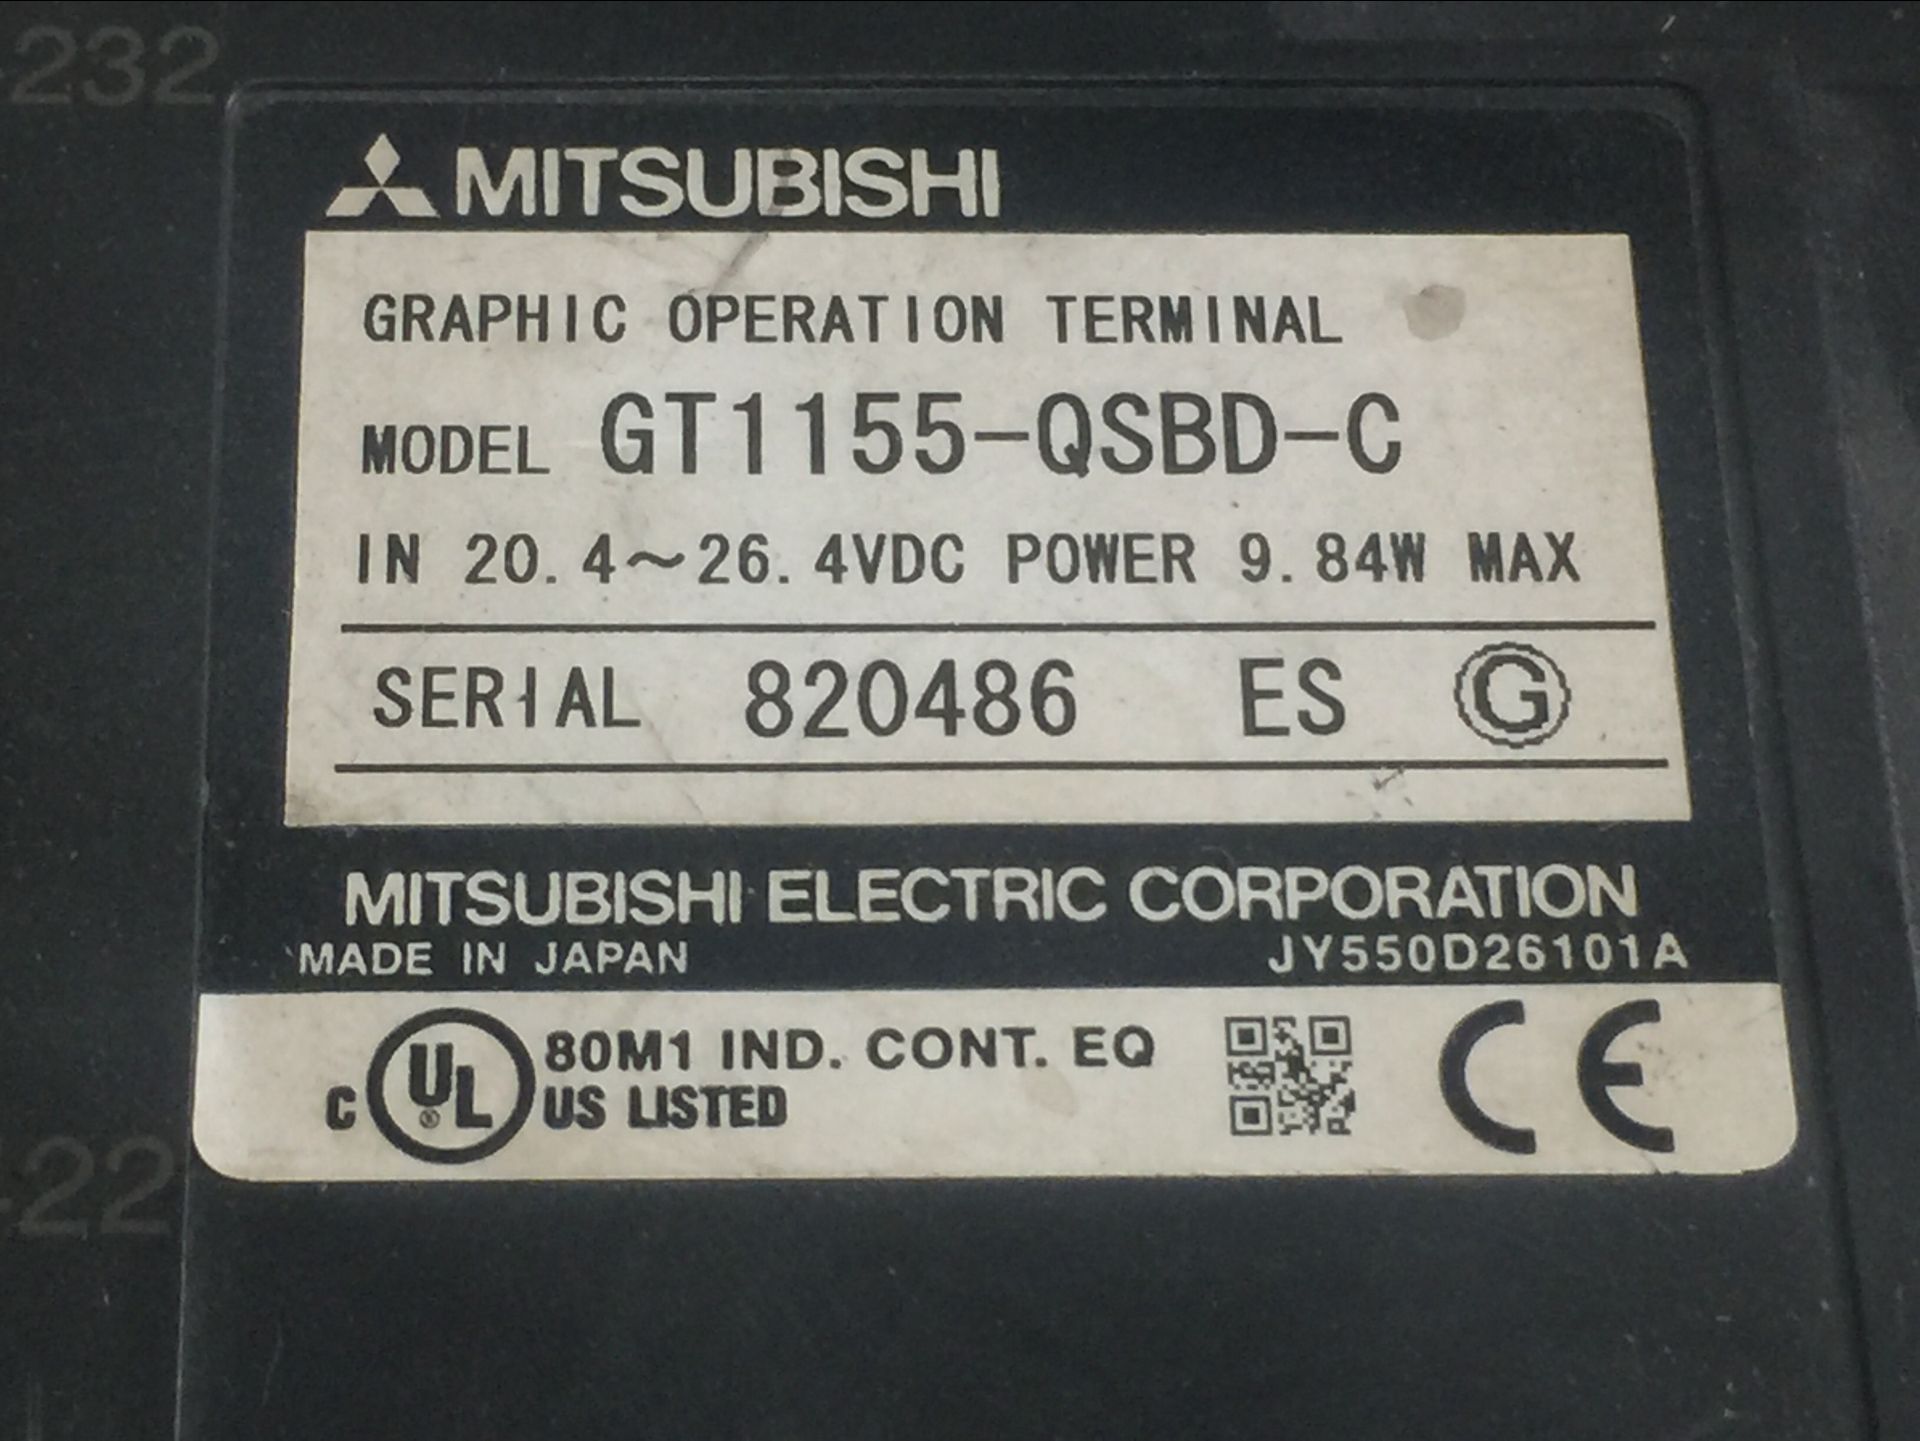 -232
MITSUBISHI
GRAPHIC OPERATION TERMINAL
MODEL GT1155-QSBD-C
IN 20.4~26.4VDC POWER 9.84W MAX
SERIAL 820486 ES G
MITSUBISHI ELECTRIC CORPORATION
MADE IN JAPAN JY550D26101A
C UL ® 80M1 IND. CONT. EQ
US LISTED
CE
-22